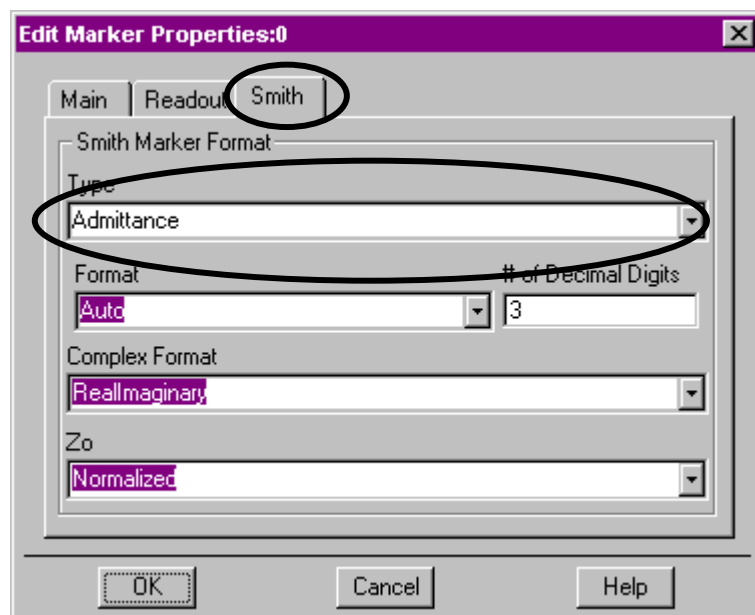 Edit Marker Properties:0
Main Readout Smith
Smith Marker Format
Type
Admittance
Format # of Decimal Digits
Auto 3
Complex Format
RealImaginary
Zo
Normalized
OK Cancel Help